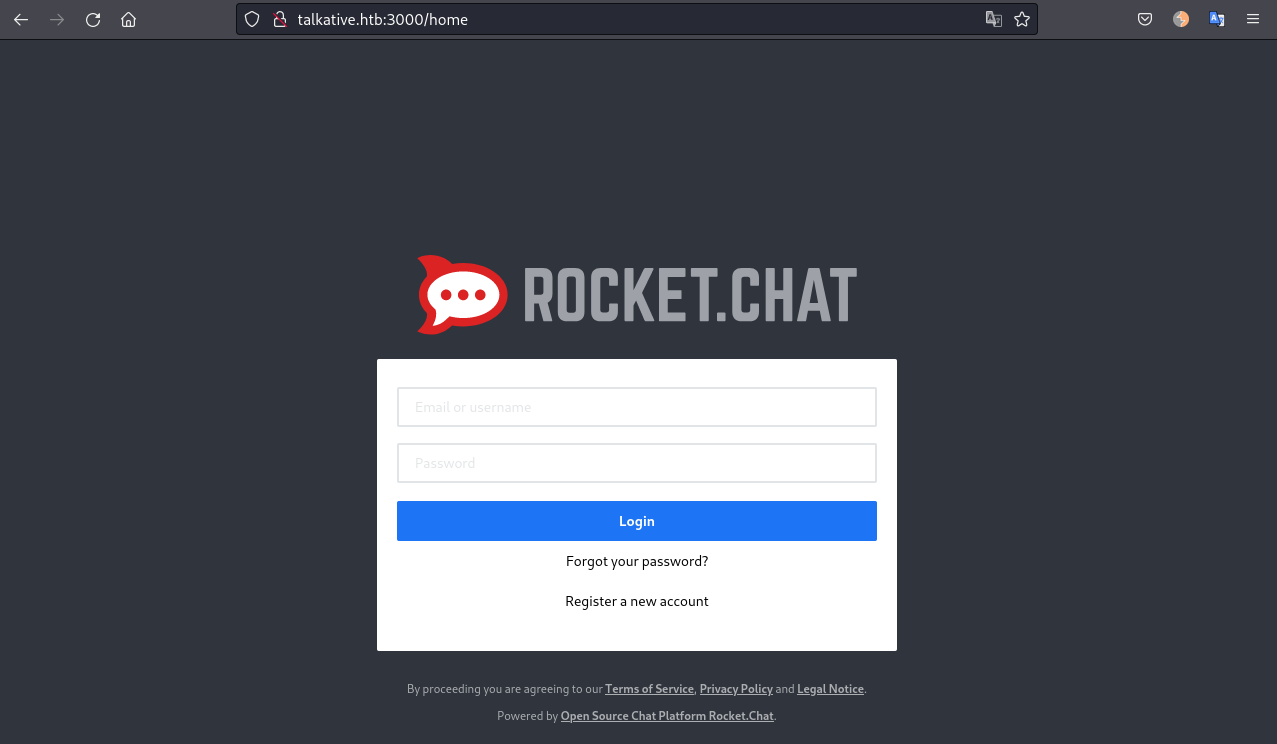 talkative.htb:3000/home
ROCKET.CHAT
Email or username
Password
Login
Forgot your password?
Register a new account
By proceeding you are agreeing to our Terms of Service, Privacy Policy and Legal Notice.
Powered by Open Source Chat Platform Rocket.Chat.